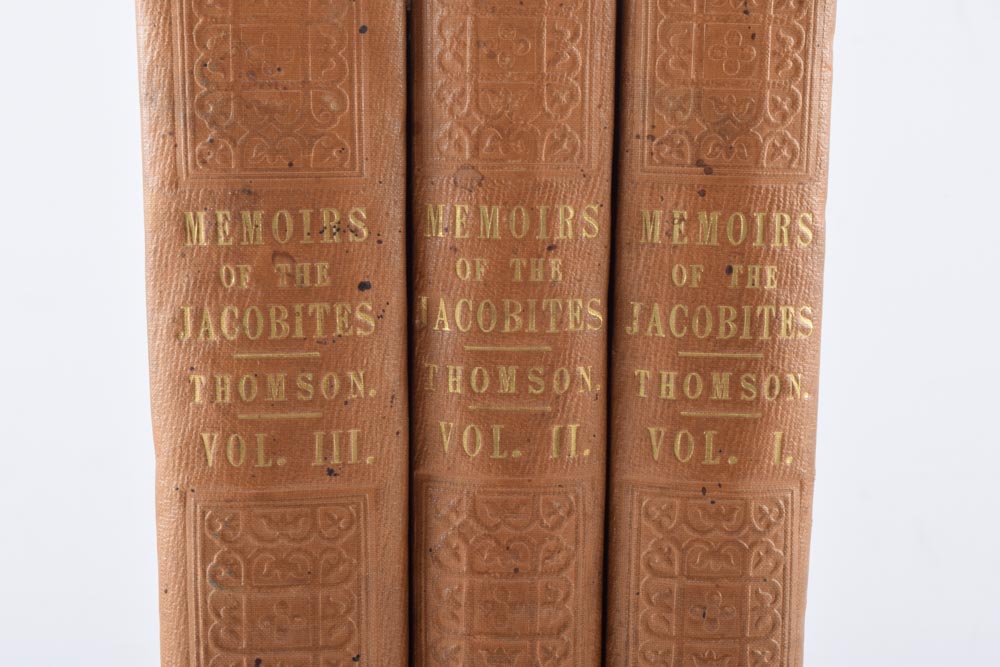 MEMOIRS
OF THE
JACOBITES
THOMSON.
VOL. III.
MEMOIRS
OF THE
JACOBITES
THOMSON.
VOL. II.
MEMOIRS
OF THE
JACOBITES
THOMSON.
VOL. I.